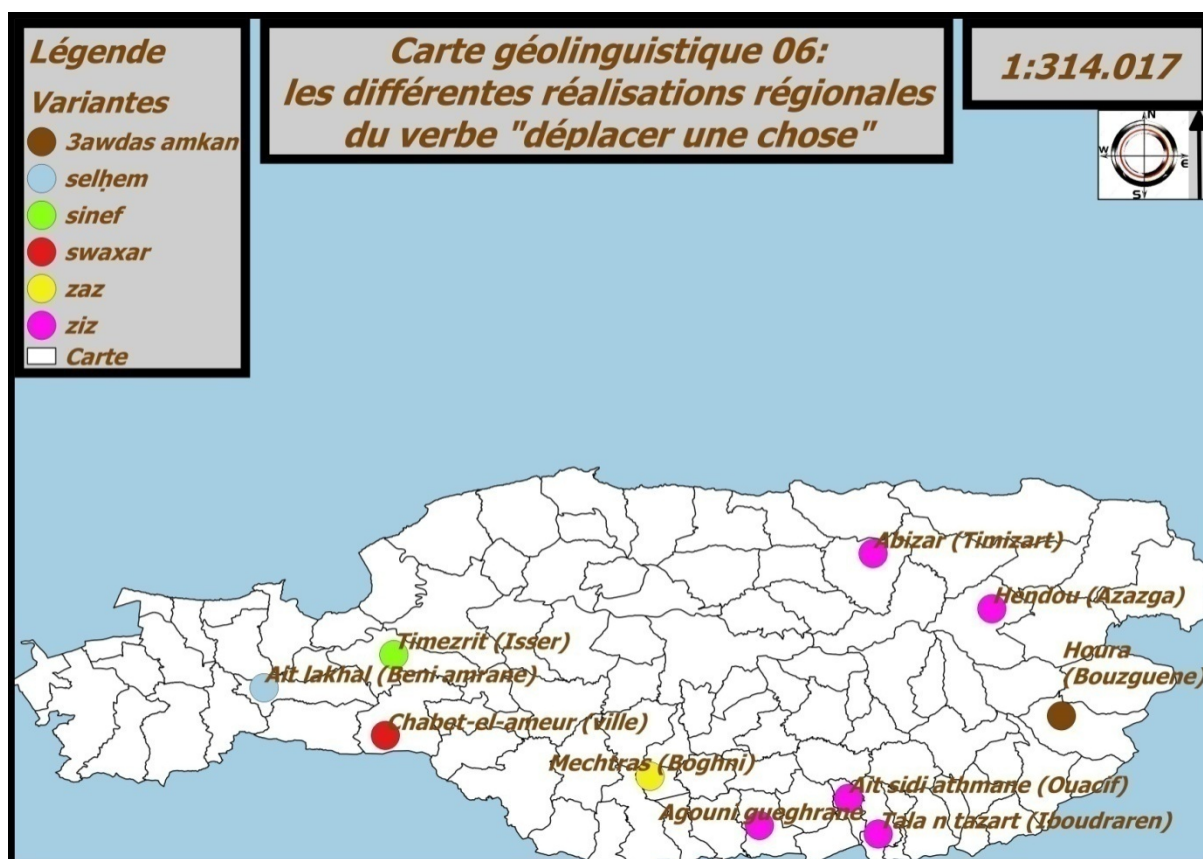 Légende
Variantes
3awdas amkan
selḥem
sinef
swaxar
zaz
ziz
Carte
Carte géolinguistique 06:
les différentes réalisations régionales
du verbe "déplacer une chose"
1:314.017
N
W
E
S
Abizar (Timizart)
Hendou (Azazga)
Houra
(Bouzguene)
Timezrit (Isser)
Ait lakhal (Beni amrane)
Chabet-el-ameur (ville)
Mechtras (Boghni)
Ait sidi athmane (Ouacif)
Agouni gueghrane
Tala n tazart (Iboudraren)